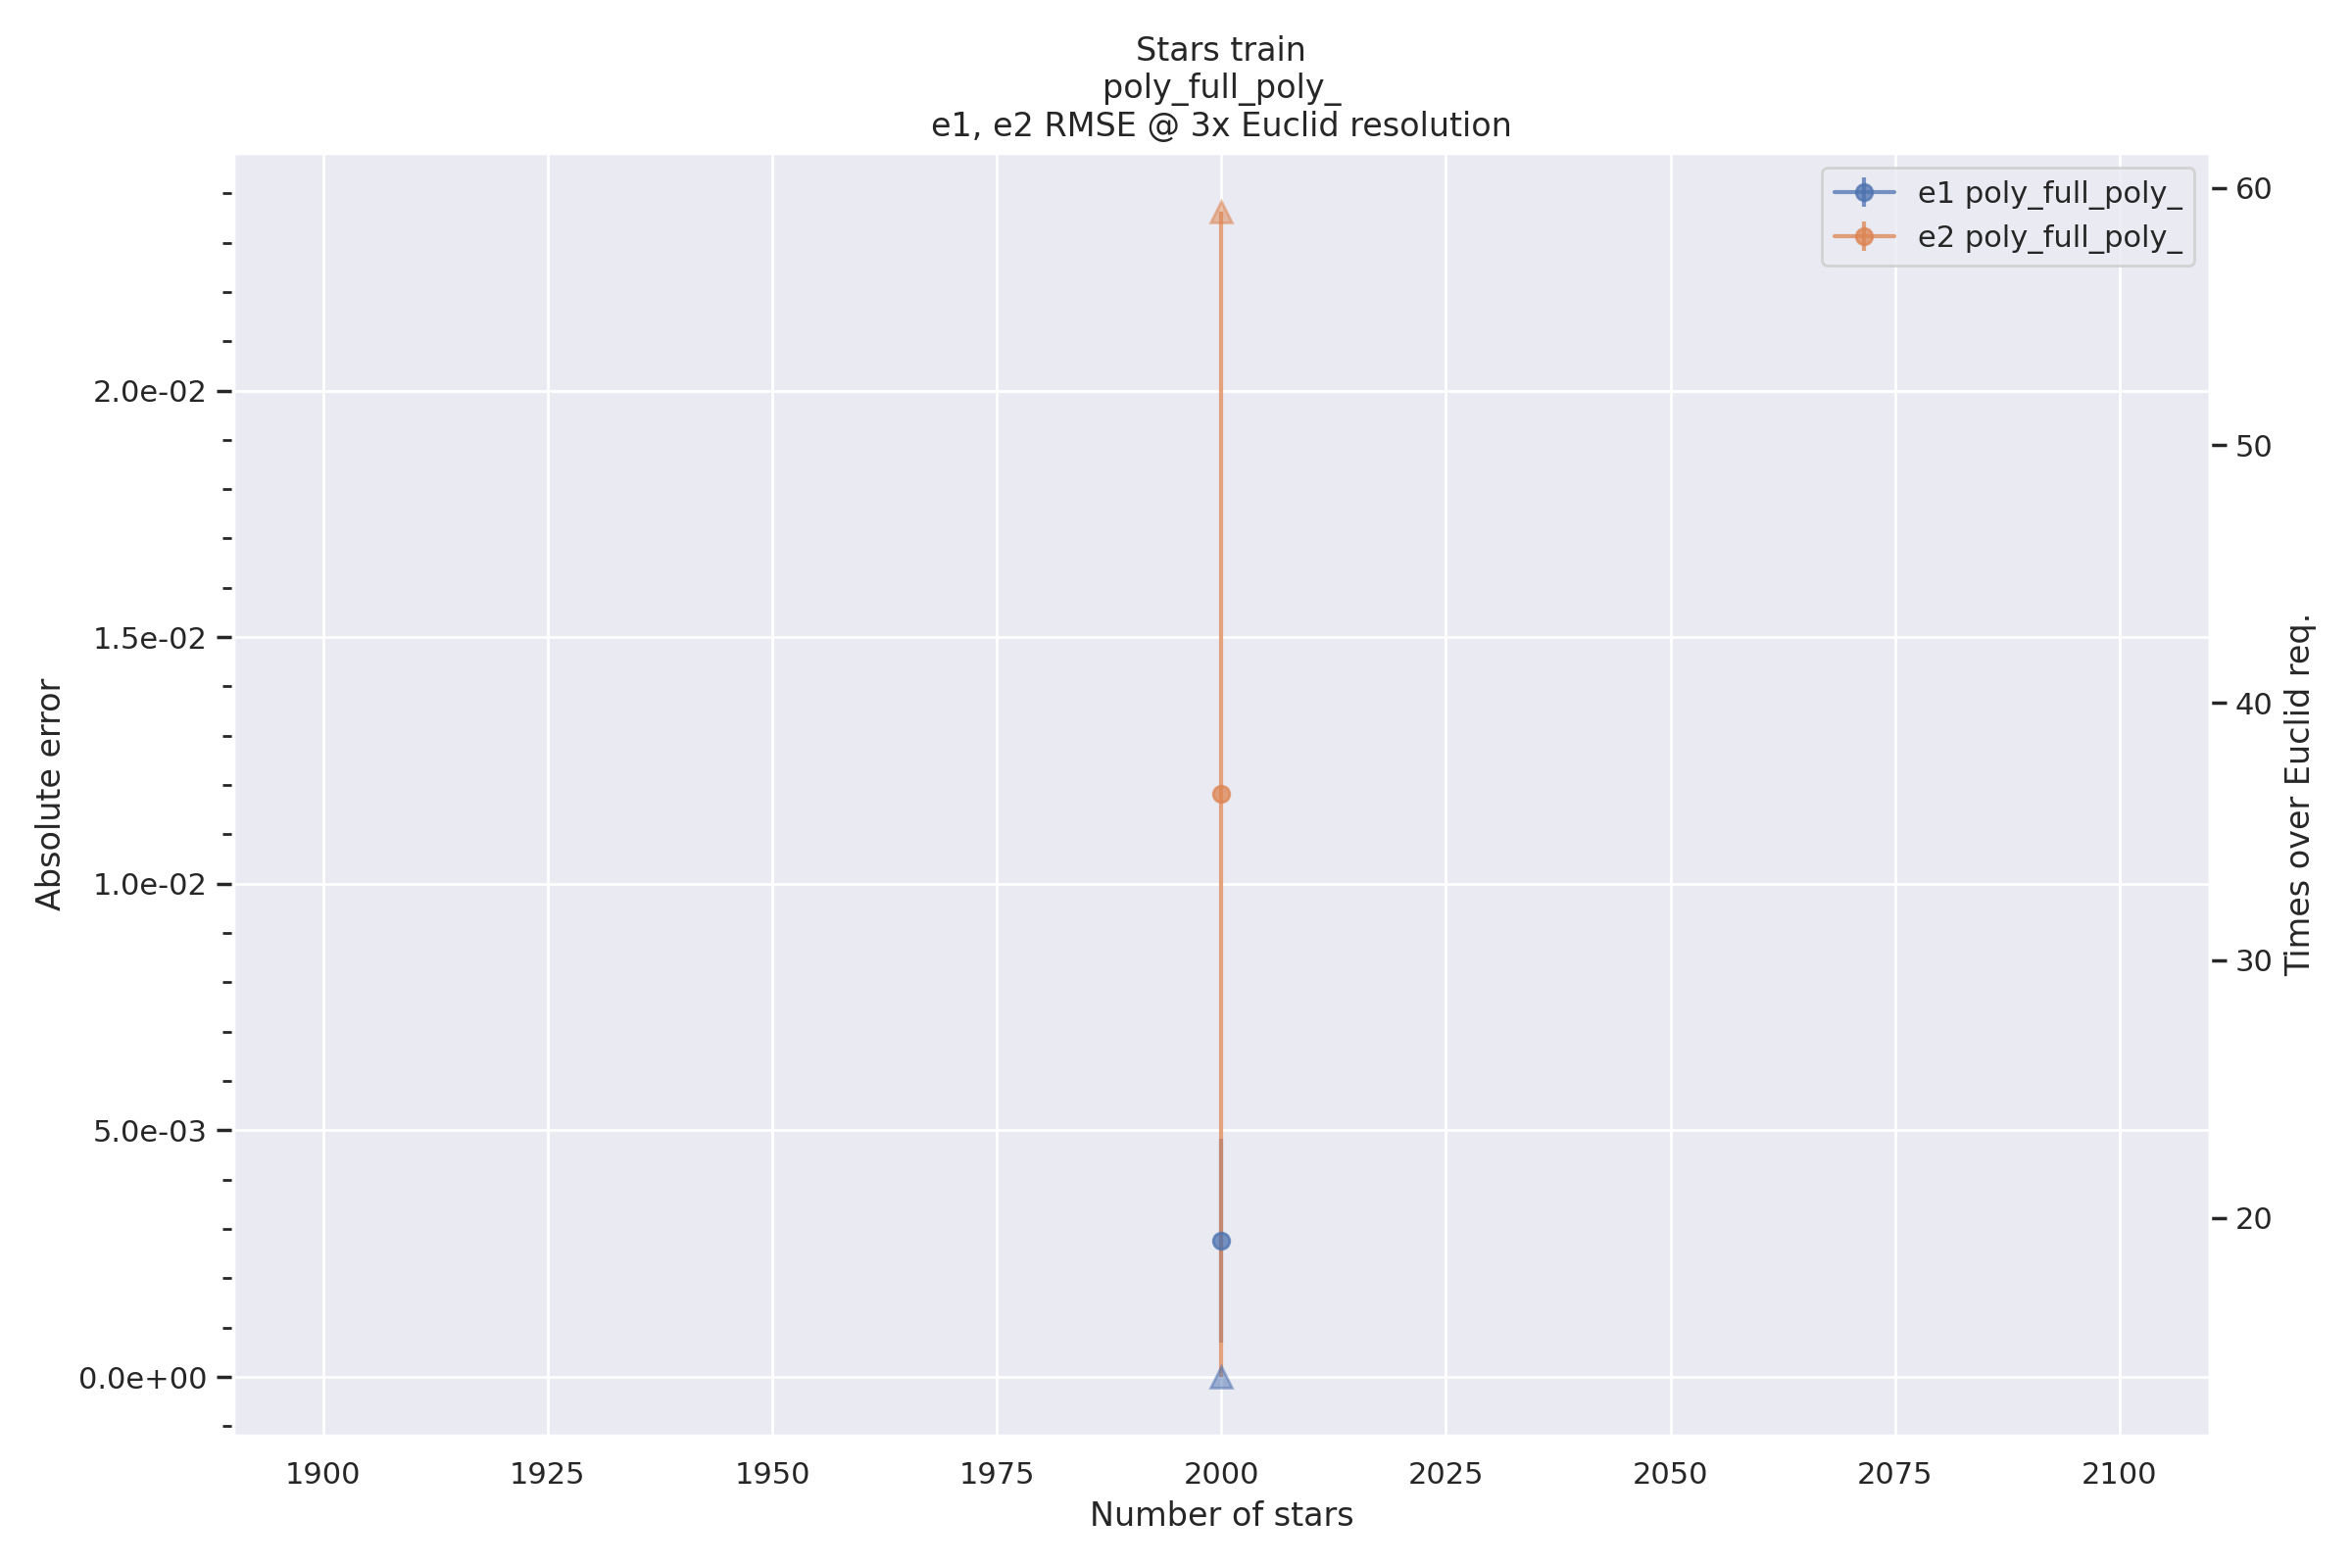 Stars train
poly_full_poly_
e1, e2 RMSE @ 3x Euclid resolution
e1 poly_full_poly_
e2 poly_full_poly_
Absolute error
2.0e-02
1.5e-02
1.0e-02
5.0e-03
0.0e+00
60
50
40
30
20
Times over Euclid req.
1900 1925 1950 1975 2000 2025 2050 2075 2100
Number of stars